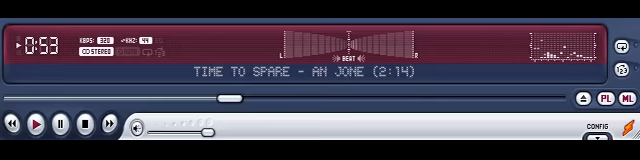 0:53 KBPS: 320 KHZ: 44
CD STEREO
L R
BEAT
TIME TO SPARE - AN JONE (2:14)
PL ML
CONFIG